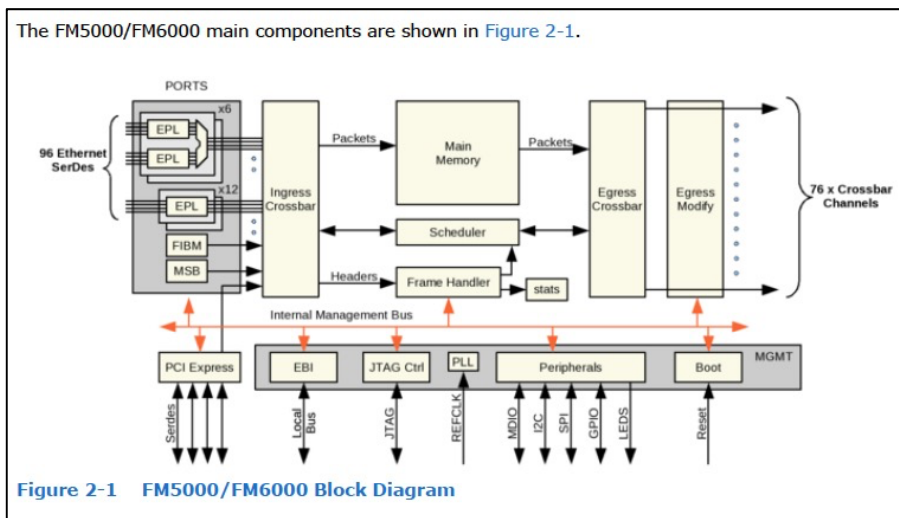 The FM5000/FM6000 main components are shown in Figure 2-1.
PORTS
x6
EPL
EPL
96 Ethernet
SerDes
x12
EPL
FIBM
MSB
Ingress
Crossbar
Packets
Main
Memory
Packets
Scheduler
Headers
Frame Handler
stats
Egress
Crossbar
Egress
Modify
76 x Crossbar
Channels
Internal Management Bus
MGMT
PCI Express
EBI
JTAG Ctrl
PLL
Peripherals
Boot
Serdes
Local
Bus
JTAG
REFCLK
MDIO
I2C
SPI
GPIO
LEDS
Reset
Figure 2-1 FM5000/FM6000 Block Diagram